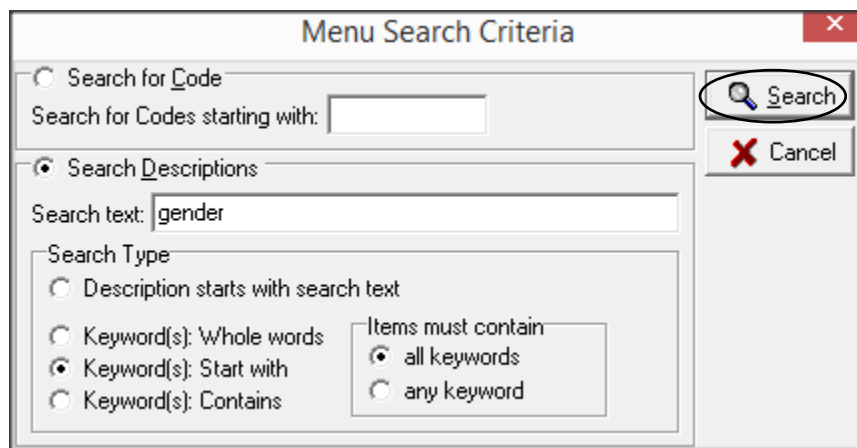 Menu Search Criteria
Search for Code
Search for Codes starting with:
Search
Cancel
Search Descriptions
Search text: gender
Search Type
Description starts with search text
Keyword(s): Whole words
Keyword(s): Start with
Keyword(s): Contains
Items must contain
all keywords
any keyword